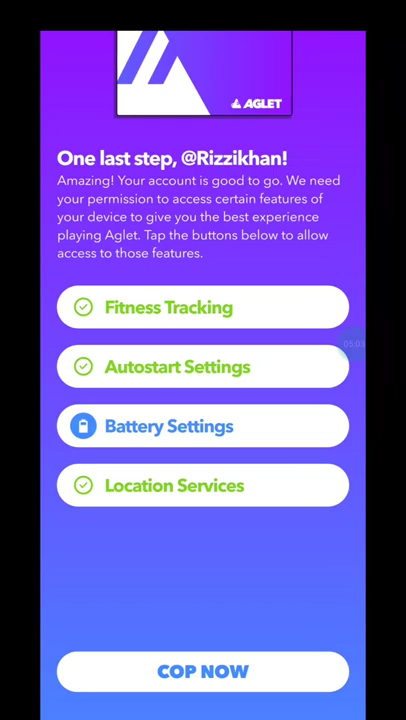 AGLET
One last step, @Rizzikhan!
Amazing! Your account is good to go. We need
your permission to access certain features of
your device to give you the best experience
playing Aglet. Tap the buttons below to allow
access to those features.
Fitness Tracking
05:03
Autostart Settings
Battery Settings
Location Services
COP NOW